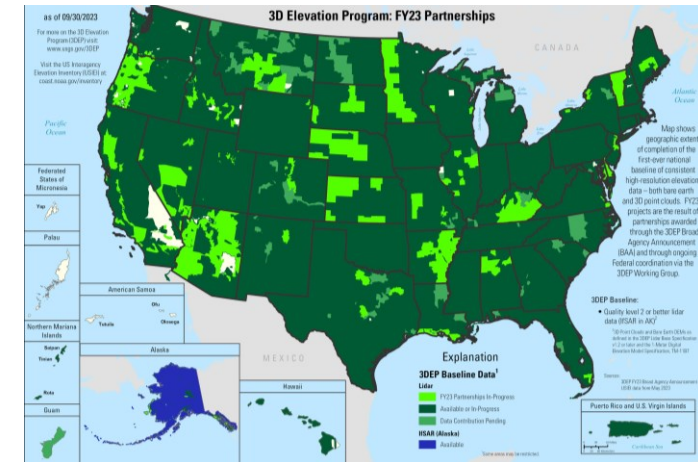 3D Elevation Program: FY23 Partnerships
as of 09/30/2023
For more on the 3D Elevation
Program (3DEP) visit:
www.usgs.gov/3DEP
Visit the US Interagency
Elevation Inventory (USIEI) at:
coast.noaa.gov/inventory
CANADA
Pacific
Ocean
Atlantic
Ocean
Map shows
geographic extent
of completion of the
first-ever national
baseline of consistent
high-resolution elevation
data – both bare earth
and 3D point clouds. FY23
projects are the result of
partnerships awarded
through the 3DEP Broad
Agency Announcement
(BAA) and through ongoing
Federal coordination via the
3DEP Working Group.
3DEP Baseline:
• Quality level 2 or better lidar
data (IfSAR in AK)¹
Federated
States of
Micronesia
Yap
Palau
American Samoa
Ofu
Olosega
Tutuila
Northern Mariana
Islands
Saipan
Tinian
Rota
Guam
Alaska
Hawaii
MEXICO
Explanation
3DEP Baseline Data¹
Lidar
FY23 Partnerships In-Progress
Available or In-Progress
Data Contribution Pending
IfSAR (Alaska)
Available
Puerto Rico and U.S. Virgin Islands
Caribbean Sea